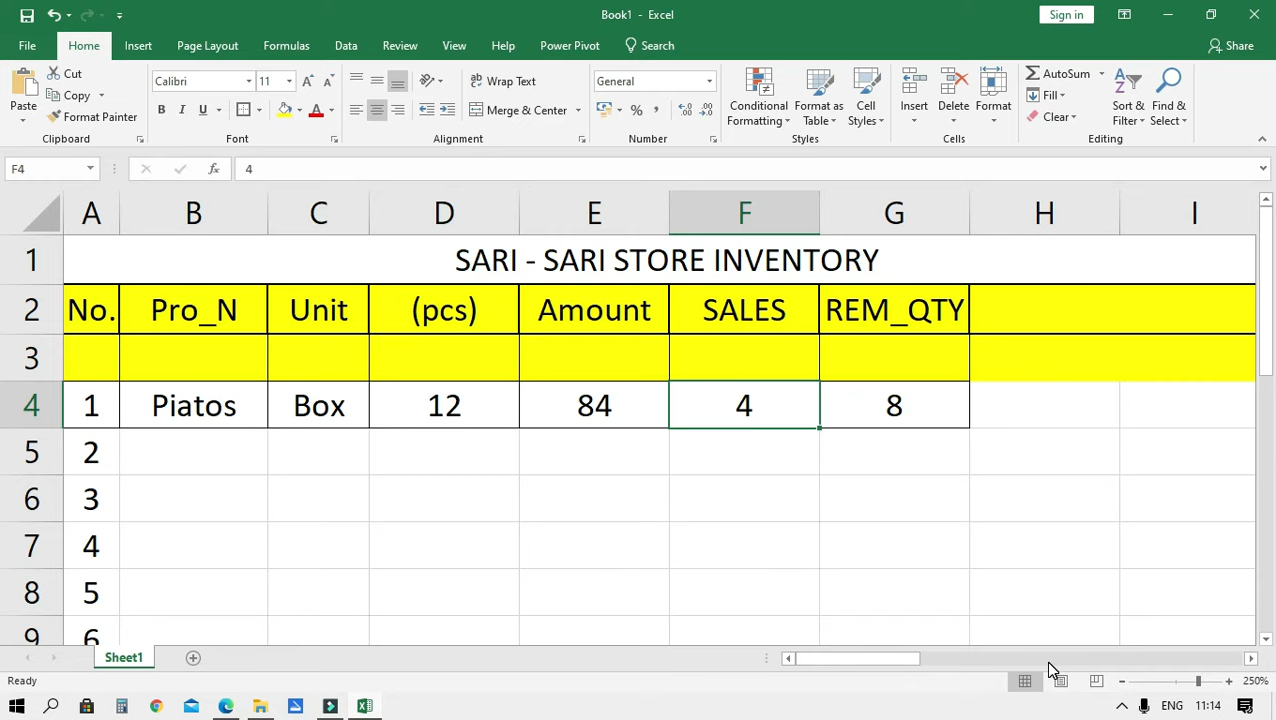 Book1 - Excel
Sign in
File Home Insert Page Layout Formulas Data Review View Help Power Pivot Search Share
Paste
Cut
Copy
Format Painter
Clipboard
Calibri 11
B I U A
Font
Wrap Text
Merge & Center
Alignment
General
%
Number
Conditional Formatting
Format as Table
Cell Styles
Styles
Insert
Delete
Format
Cells
AutoSum
Fill
Clear
Sort & Filter
Find & Select
Editing
F4 fx 4
A B C D E F G H I
1 SARI - SARI STORE INVENTORY
2 No. Pro_N Unit (pcs) Amount SALES REM_QTY
3
4 1 Piatos Box 12 84 4 8
5 2
6 3
7 4
8 5
9 6
Sheet1
Ready 250%
ENG 11:14